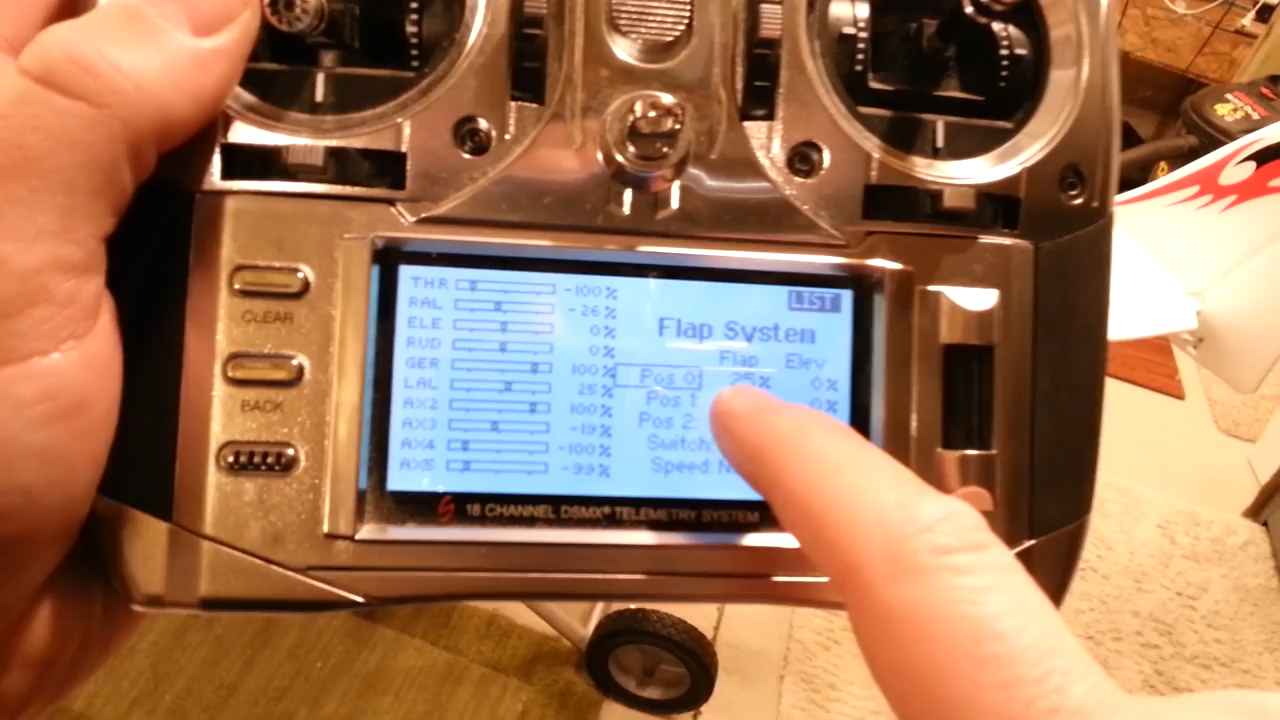 THR -100%
RAL -26%
ELE 0%
RUD 0%
GER 100%
LAL 25%
AX2 100%
AX3 -19%
AX4 -100%
AX5 -99%
LIST
Flap System
Flap Elev
Pos 0: 25% 0%
Pos 1: 0%
Pos 2:
Switch:
Speed: N
CLEAR
BACK
18 CHANNEL DSMX® TELEMETRY SYSTEM